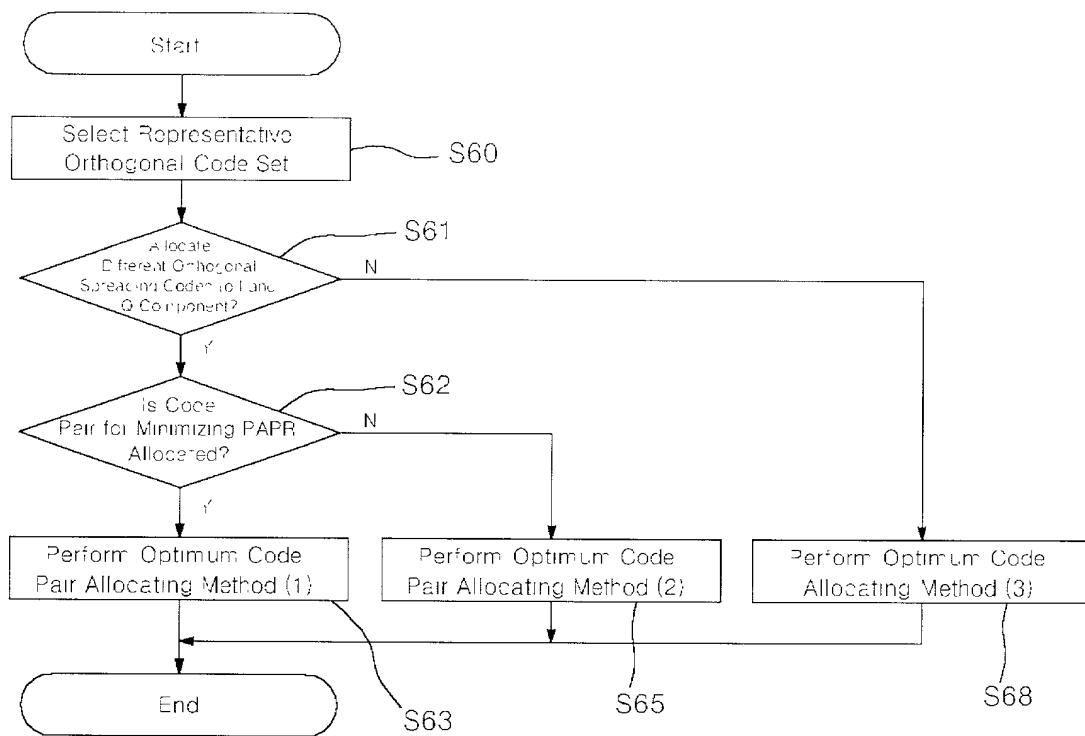 Start
Select Representative
Orthogonal Code Set
S60
S61
Allocate
Different Orthogonal
Spreading Codes to I and
Q Component?
N
Y
S62
Is Code
Pair for Minimizing PAPR
Allocated?
N
Y
Perform Optimum Code
Pair Allocating Method (1)
Perform Optimum Code
Pair Allocating Method (2)
Perform Optimum Code
Allocating Method (3)
S63
S65
S68
End